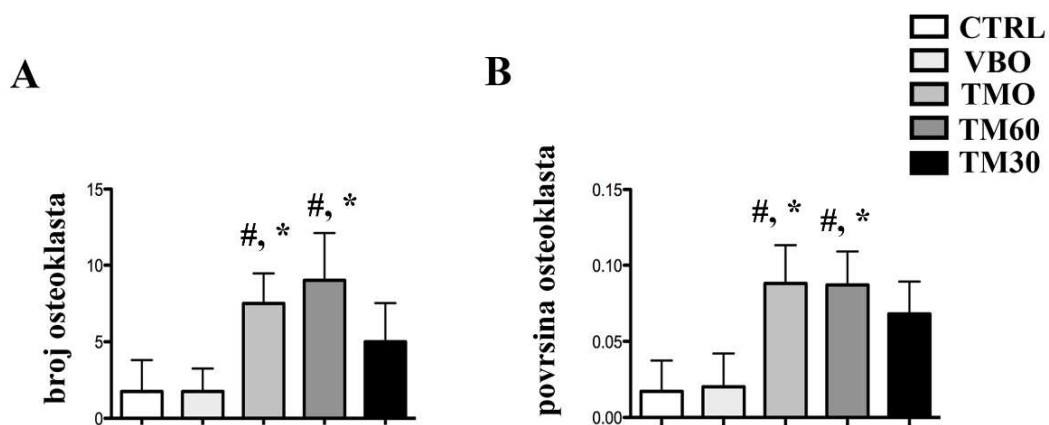 CTRL
VBO
TMO
TM60
TM30
A
broj osteoklasta
15
10
5
0
#, *
#, *
B
povrsina osteoklasta
0.15
0.10
0.05
0.00
#, *
#, *